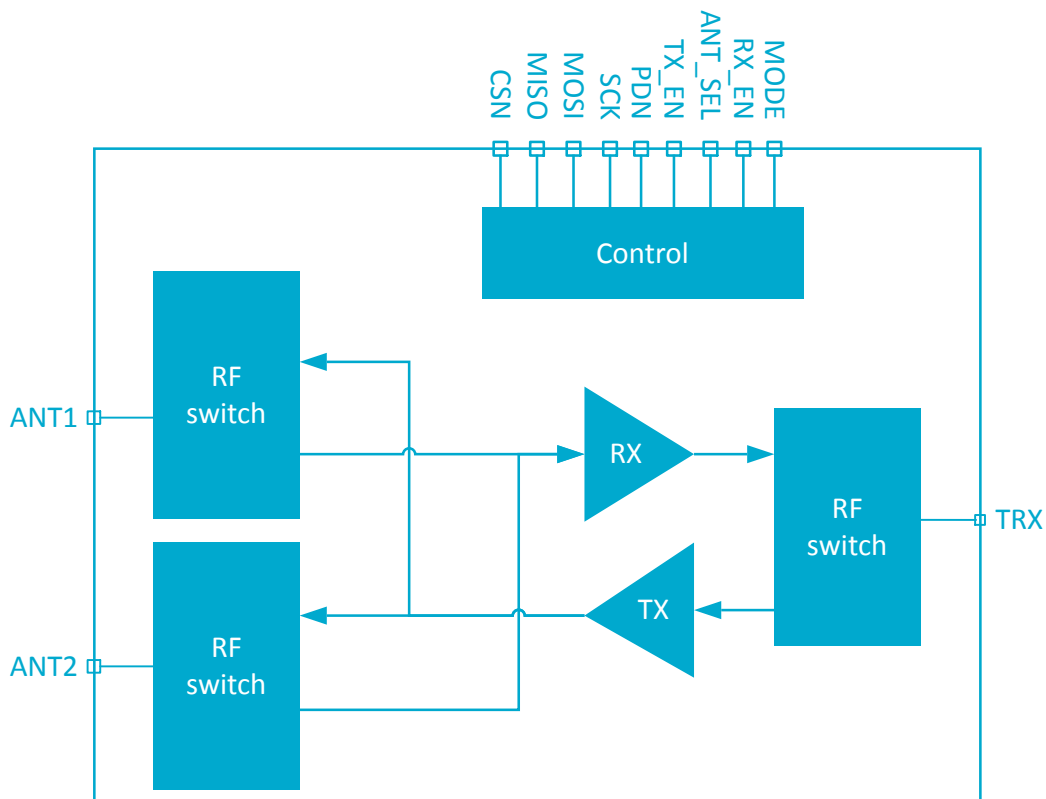 CSN
MISO
MOSI
SCK
PDN
TX_EN
ANT_SEL
RX_EN
MODE
Control
RF
switch
ANT1
RX
RF
switch
TRX
TX
RF
switch
ANT2